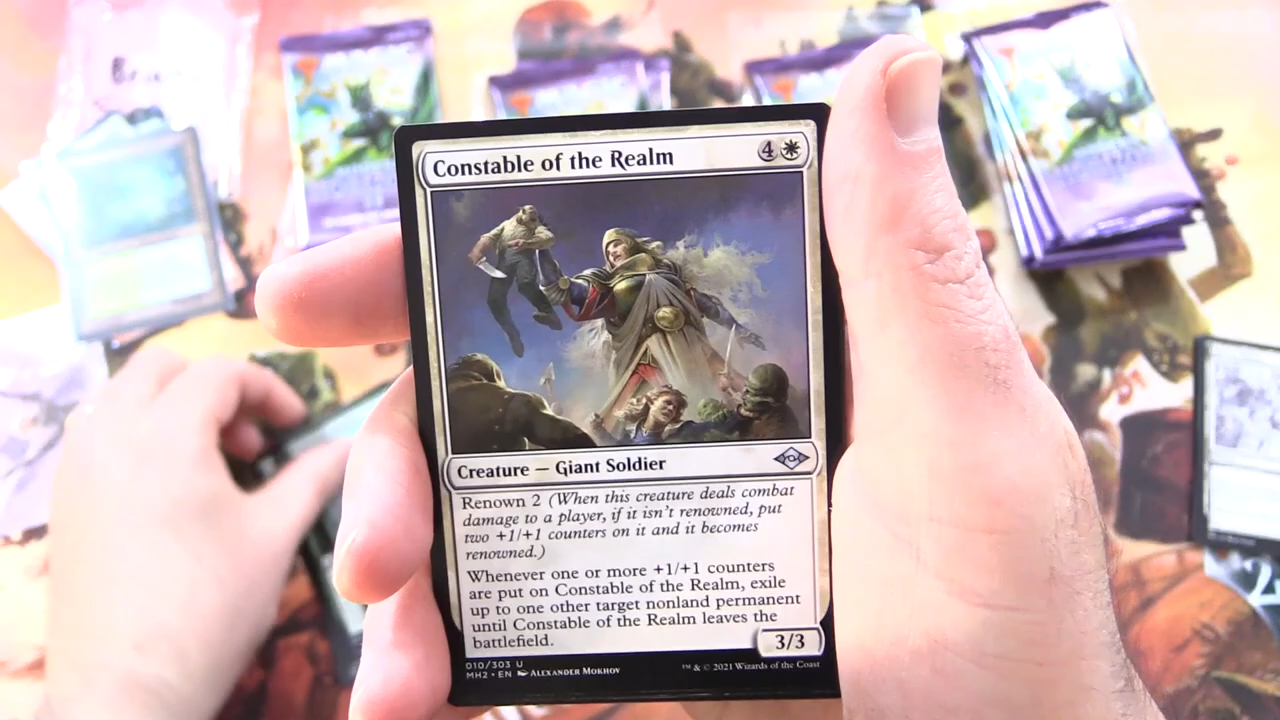 Constable of the Realm
4
Creature — Giant Soldier
Renown 2 (When this creature deals combat
damage to a player, if it isn't renowned, put
two +1/+1 counters on it and it becomes
renowned.)
Whenever one or more +1/+1 counters
are put on Constable of the Realm, exile
up to one other target nonland permanent
until Constable of the Realm leaves the
battlefield.
3/3
010/303 U
MH2 • EN ALEXANDER MOKHOV
™ & © 2021 Wizards of the Coast